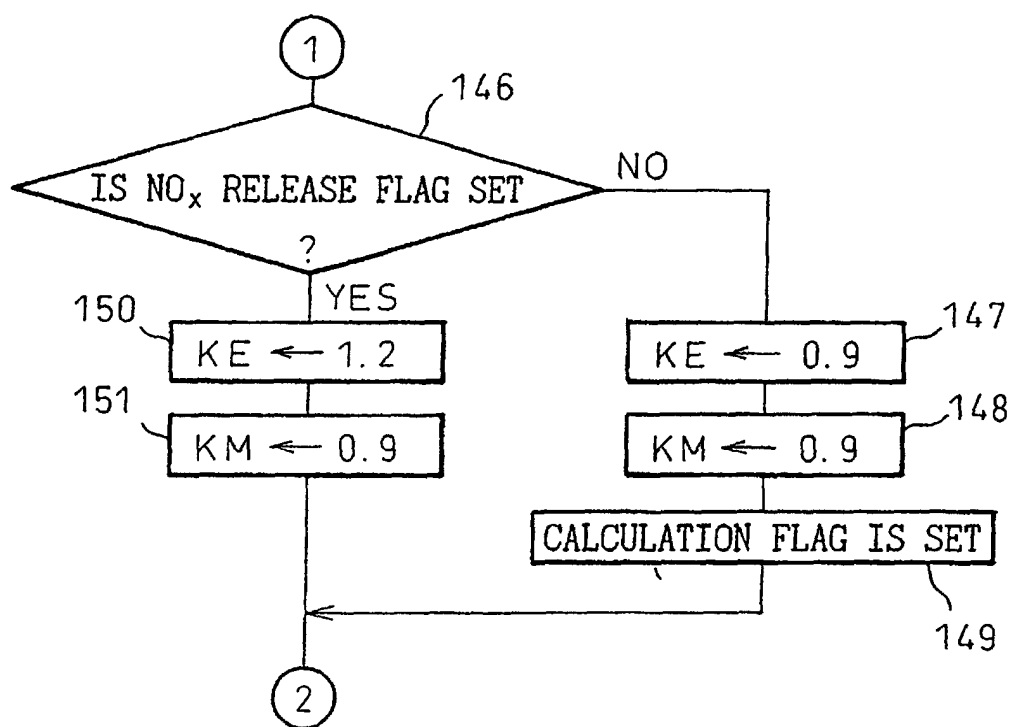 1
146
IS NOx RELEASE FLAG SET
?
NO
YES
150
KE ← 1.2
147
KE ← 0.9
151
KM ← 0.9
148
KM ← 0.9
CALCULATION FLAG IS SET
149
2